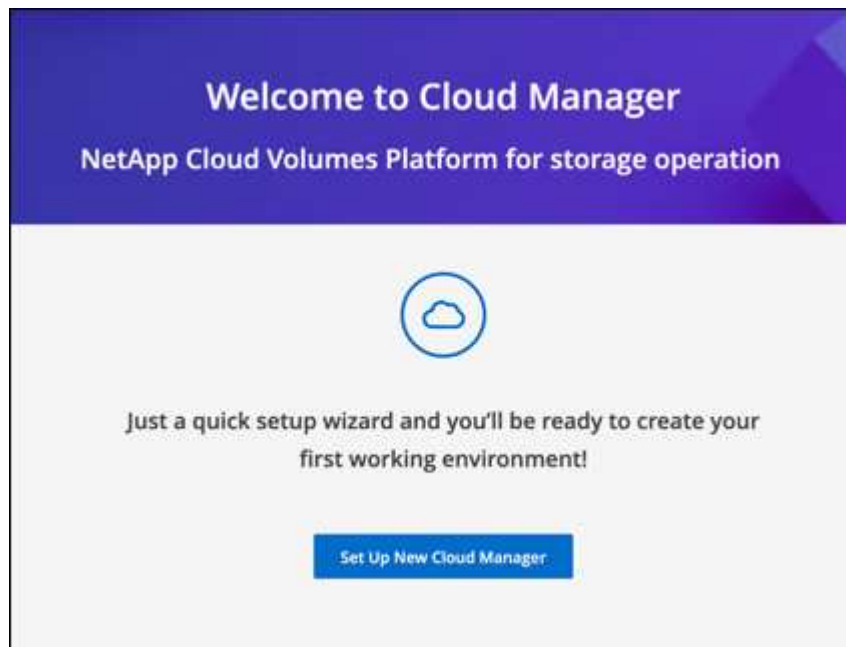 Welcome to Cloud Manager
NetApp Cloud Volumes Platform for storage operation
Just a quick setup wizard and you'll be ready to create your
first working environment!
Set Up New Cloud Manager